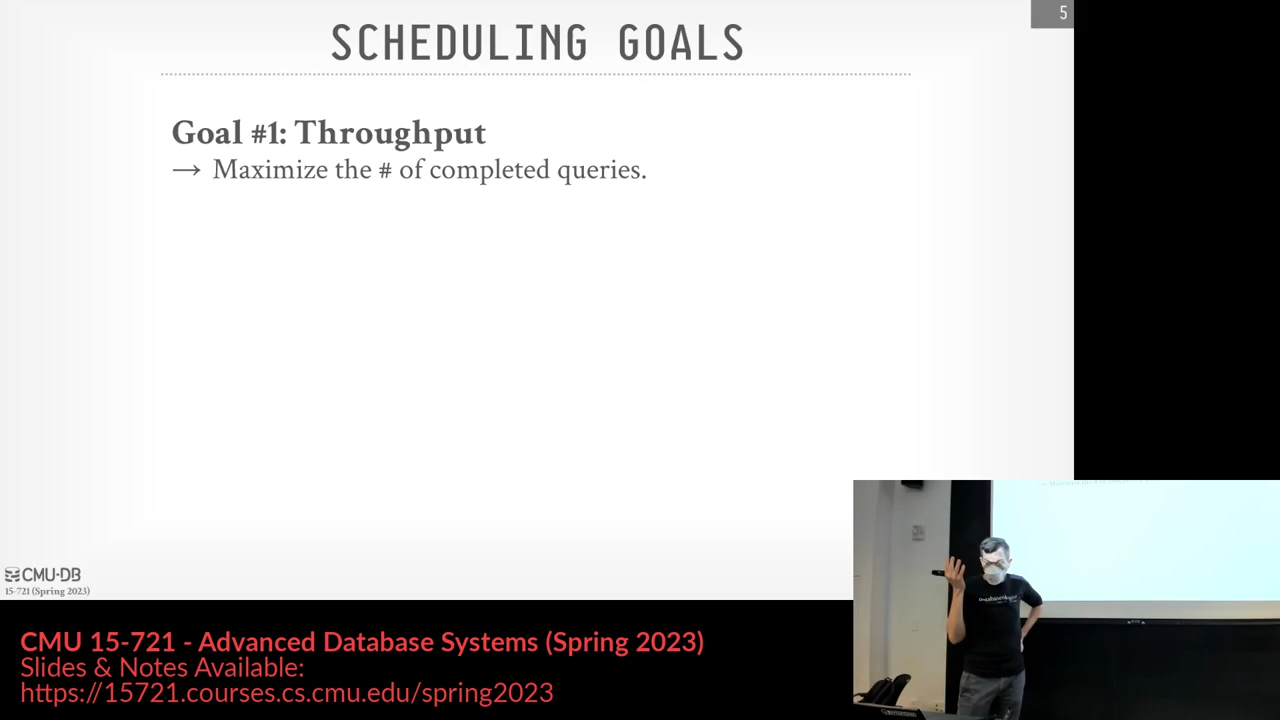 5
SCHEDULING GOALS
Goal #1: Throughput
→ Maximize the # of completed queries.
CMU·DB
15-721 (Spring 2023)
CMU 15-721 - Advanced Database Systems (Spring 2023)
Slides & Notes Available:
https://15721.courses.cs.cmu.edu/spring2023